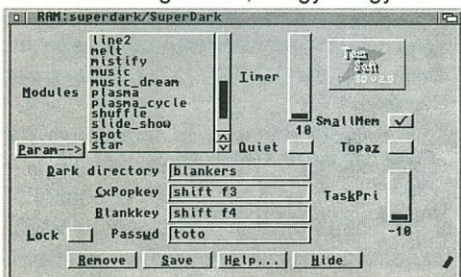 RAM:superdark/SuperDark
line2
melt
mistify
music
music_dream
plasma
plasma_cycle
shuffle
slide_show
spot
star
Modules
Timer
10
SmallMem
Param-->
Quiet
Topaz
Dark directory
blankers
CxPopkey
shift f3
Blankkey
shift f4
TaskPri
-10
Lock
Passwd
toto
Remove
Save
Help...
Hide